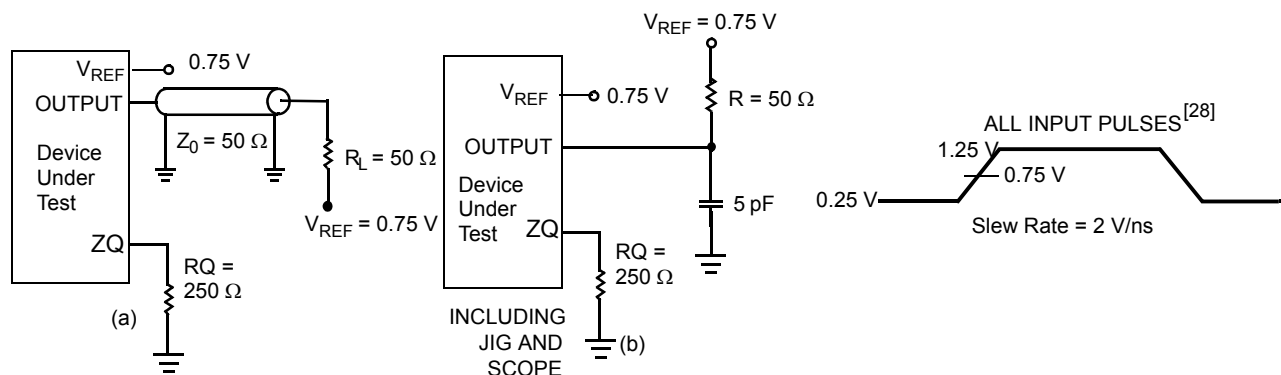 V_REF 0.75 V
OUTPUT
Z_0 = 50 Ω
Device
Under
Test
R_L = 50 Ω
V_REF = 0.75 V
ZQ
RQ =
250 Ω
(a)
V_REF = 0.75 V
R = 50 Ω
V_REF 0.75 V
OUTPUT
Device
Under
Test
5 pF
ZQ
RQ =
250 Ω
INCLUDING
JIG AND
SCOPE
(b)
ALL INPUT PULSES[28]
1.25 V
0.75 V
0.25 V
Slew Rate = 2 V/ns